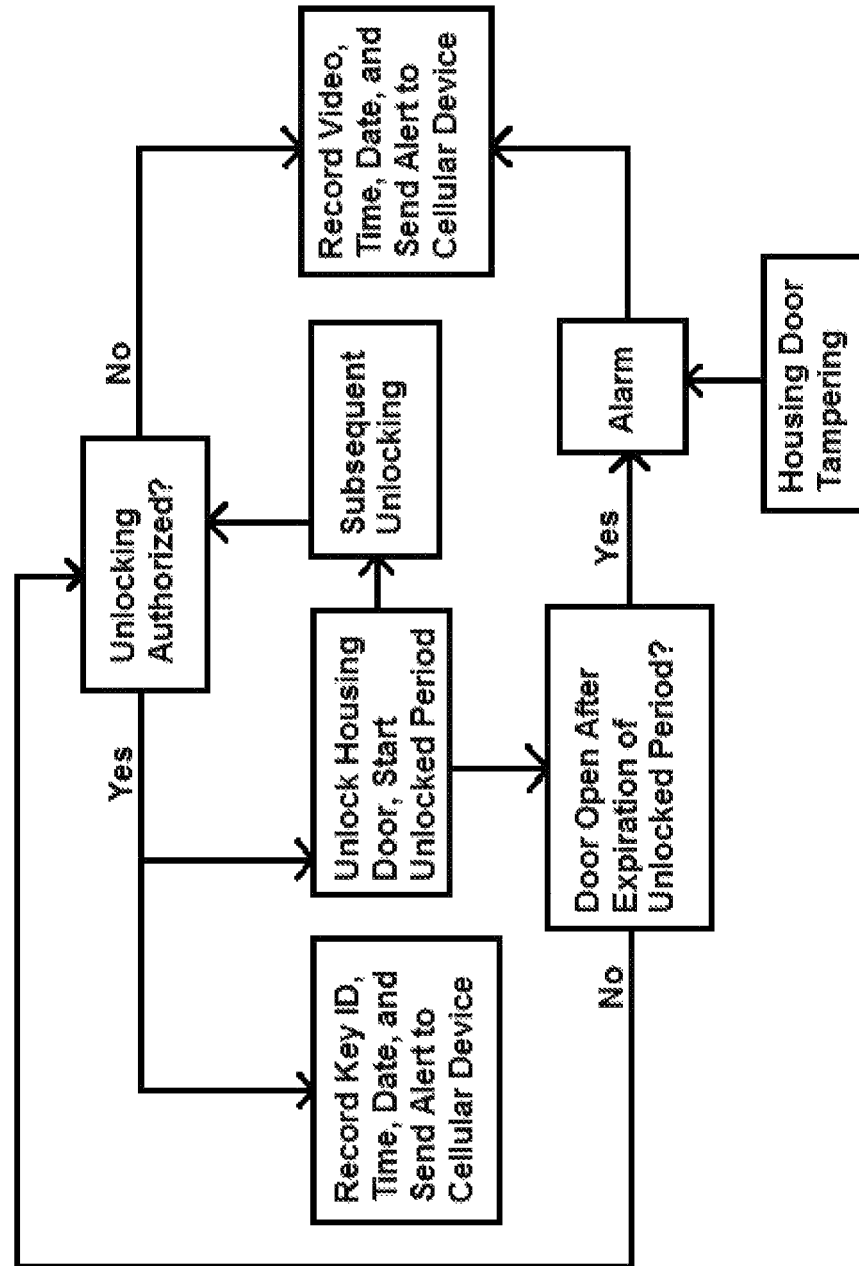 Unlocking
Authorized?
Yes
No
Record Key ID,
Time, Date, and
Send Alert to
Cellular Device
Unlock Housing
Door, Start
Unlocked Period
Subsequent
Unlocking
Record Video,
Time, Date, and
Send Alert to
Cellular Device
Door Open After
Expiration of
Unlocked Period?
No
Yes
Alarm
Housing Door
Tampering